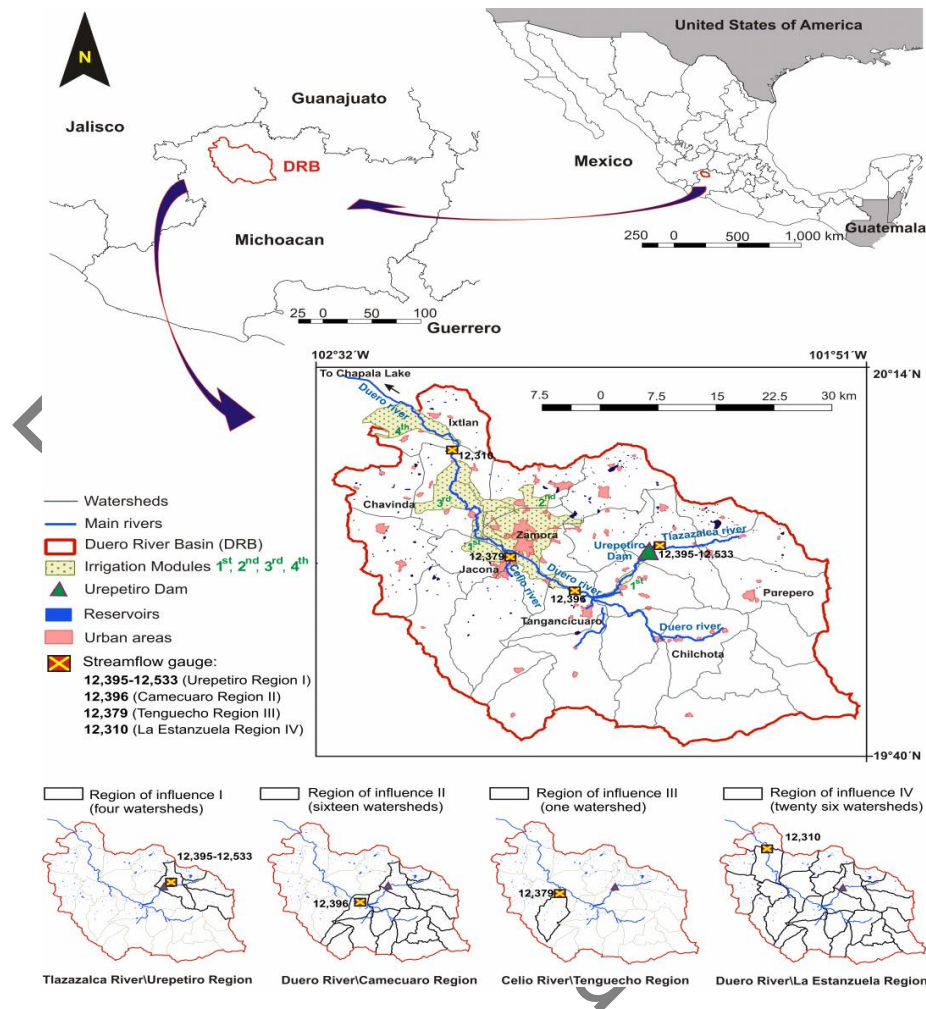 United States of America
N
Guanajuato
Jalisco
DRB
Mexico
Michoacan
Guatemala
250 0 500 1,000 km
25 0 50 100
Guerrero
102°32´W
101°51´W
To Chapala Lake
20°14´N
Duero river
7.5 0 7.5 15 22.5 30 km
4th
Ixtlan
12,310
Watersheds
Main rivers
Duero River Basin (DRB)
Irrigation Modules 1st, 2nd, 3rd, 4th
Urepetiro Dam
Reservoirs
Urban areas
Streamflow gauge:
12,395-12,533 (Urepetiro Region I)
12,396 (Camecuaro Region II)
12,379 (Tenguecho Region III)
12,310 (La Estanzuela Region IV)
Chavinda
3rd
2nd
Zamora
Tlazazalca river
1st
Urepetiro
Dam
12,395-12,533
12,379
Jacona
Celio river
Duero river
1st
12,396
Purepero
Tangancicuaro
Duero river
Chilchota
19°40´N
Region of influence I
(four watersheds)
Region of influence II
(sixteen watersheds)
Region of influence III
(one watershed)
Region of influence IV
(twenty six watersheds)
12,395-12,533
12,396
12,379
12,310
Tlazazalca River\Urepetiro Region
Duero River\Camecuaro Region
Celio River\Tenguecho Region
Duero River\La Estanzuela Region